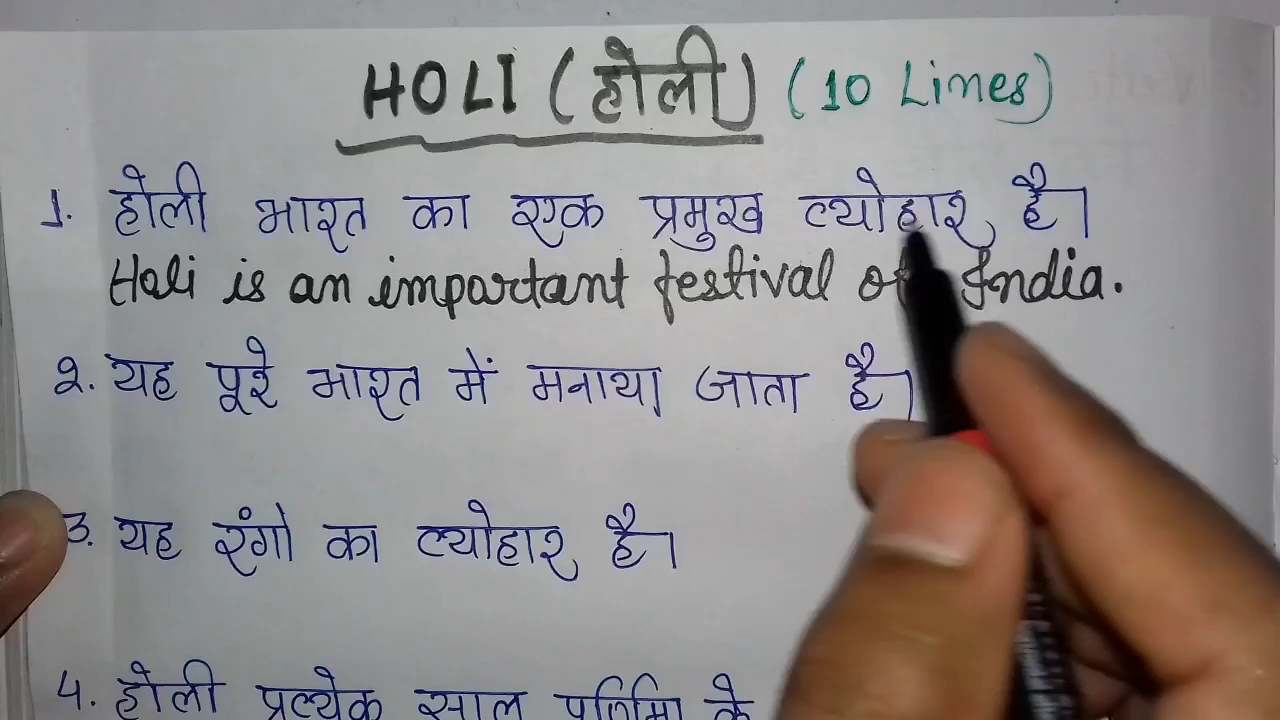 HOLI (होली) (10 Lines)
1. होली भारत का एक प्रमुख त्योहार है।
Holi is an important festival of India.
2. यह पूरे भारत में मनाया जाता है।
3. यह रंगो का त्योहार है।
4. होली प्रत्येक साल पूर्णिमा के